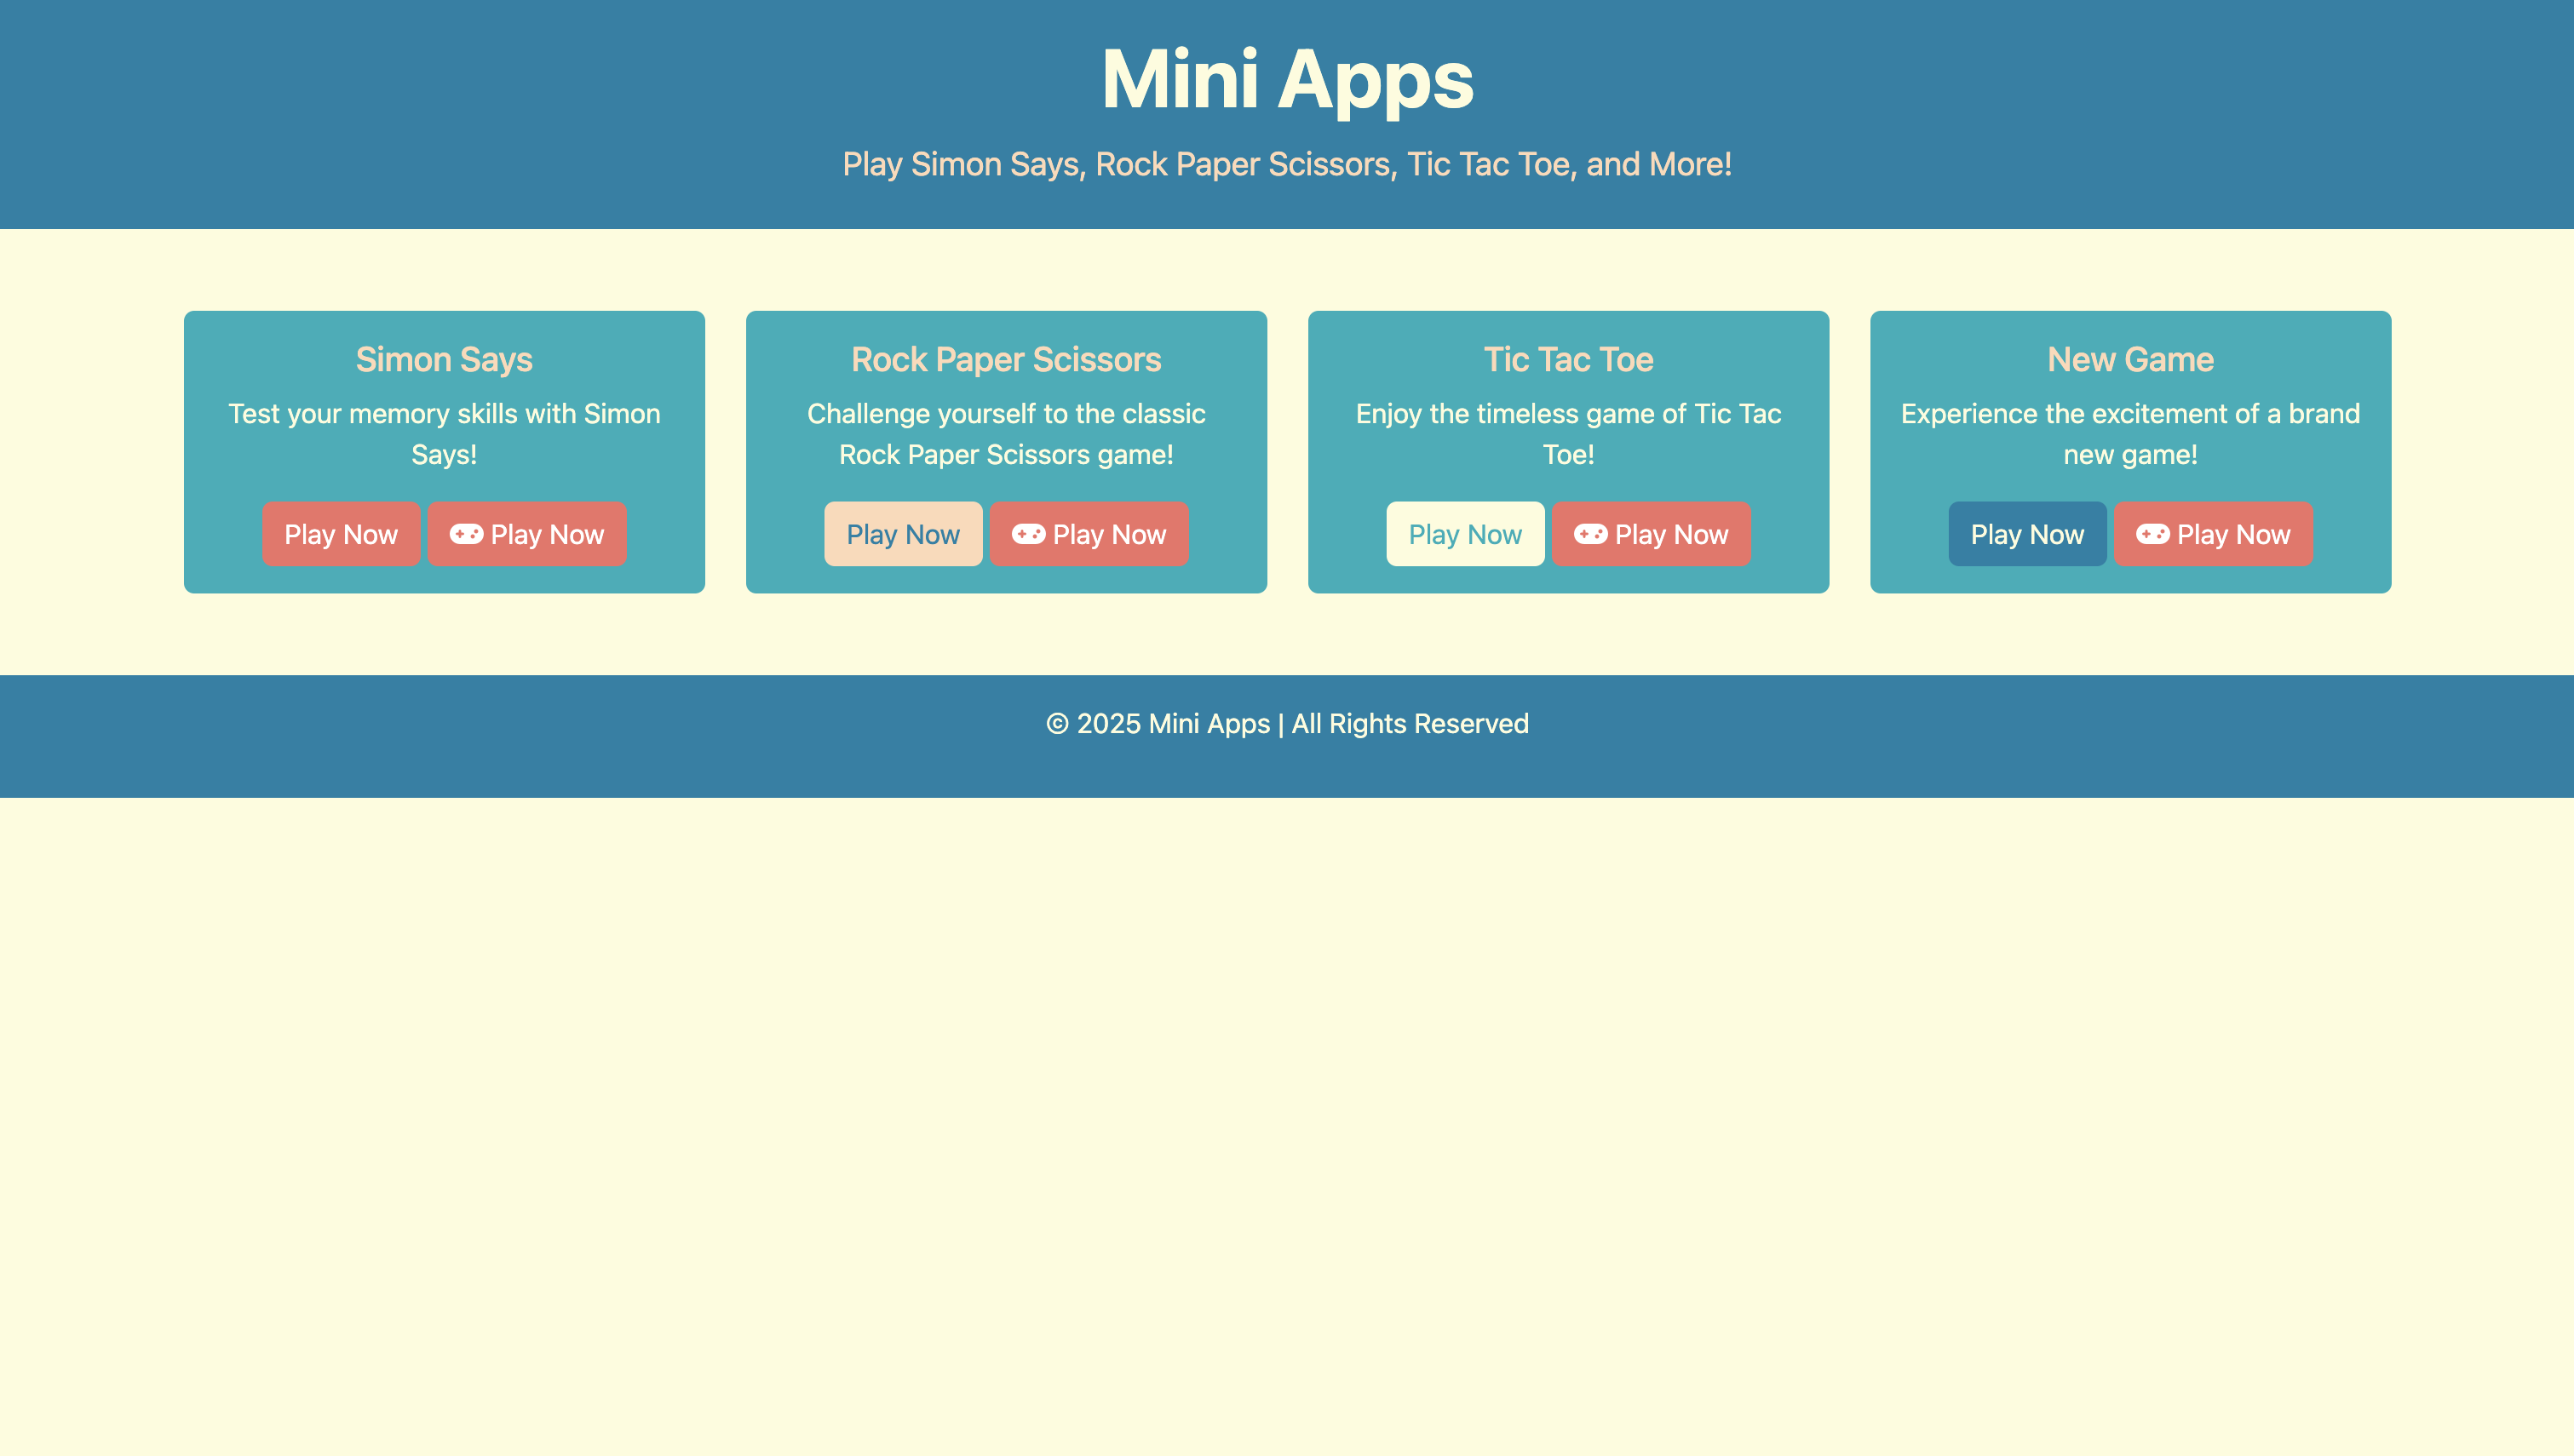 Mini Apps
Play Simon Says, Rock Paper Scissors, Tic Tac Toe, and More!
Simon Says
Test your memory skills with Simon
Says!
Play Now
Play Now
Rock Paper Scissors
Challenge yourself to the classic
Rock Paper Scissors game!
Play Now
Play Now
Tic Tac Toe
Enjoy the timeless game of Tic Tac
Toe!
Play Now
Play Now
New Game
Experience the excitement of a brand
new game!
Play Now
Play Now
© 2025 Mini Apps | All Rights Reserved